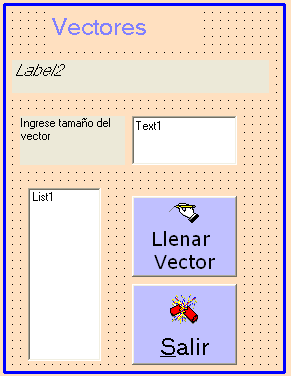 Vectores
Label2
Ingrese tamaño del
vector
Text1
List1
Llenar
Vector
Salir